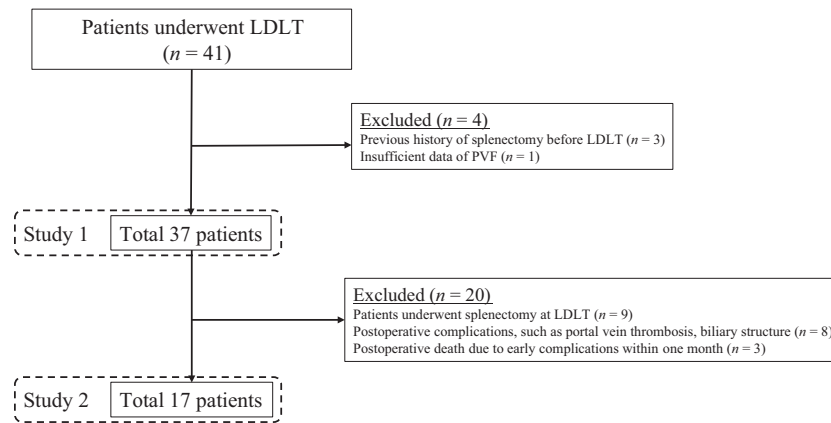 Patients underwent LDLT
(n = 41)
Excluded (n = 4)
Previous history of splenectomy before LDLT (n = 3)
Insufficient data of PVF (n = 1)
Study 1 Total 37 patients
Excluded (n = 20)
Patients underwent splenectomy at LDLT (n = 9)
Postoperative complications, such as portal vein thrombosis, biliary structure (n = 8)
Postoperative death due to early complications within one month (n = 3)
Study 2 Total 17 patients